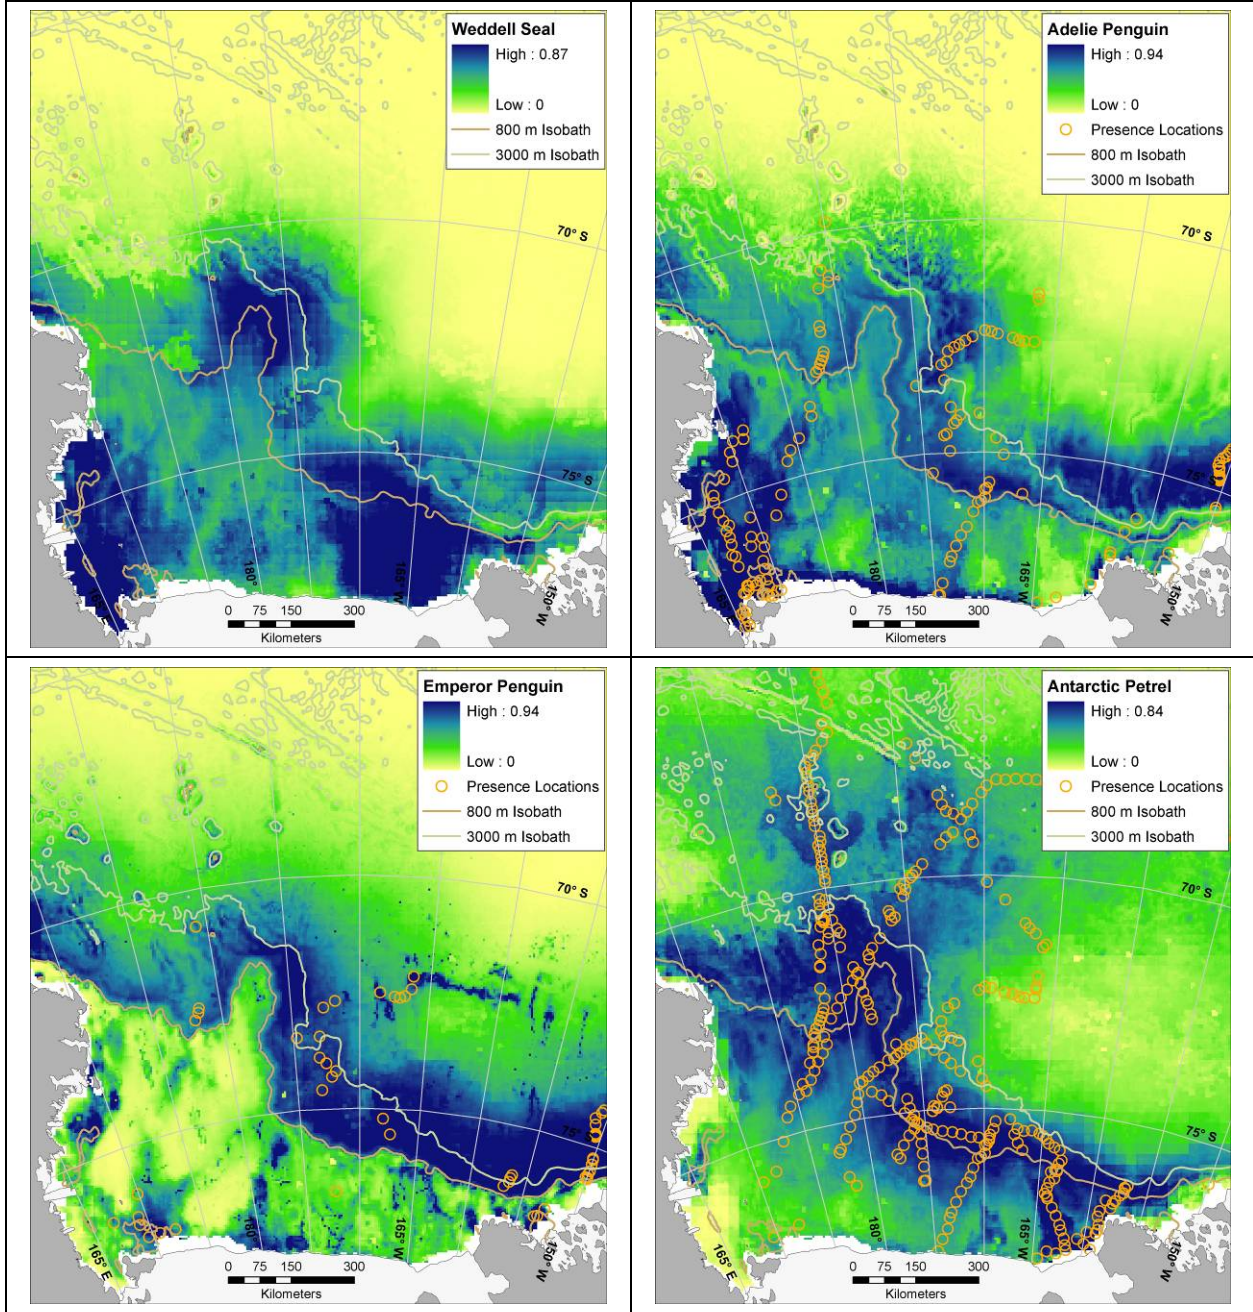 Weddell Seal
High : 0.87
Low : 0
800 m Isobath
3000 m Isobath
70° S
75° S
180°
165° W
150° W
165° E
0 75 150 300
Kilometers
Adelie Penguin
High : 0.94
Low : 0
Presence Locations
800 m Isobath
3000 m Isobath
70° S
75° S
180°
165° W
150° W
165° E
0 75 150 300
Kilometers
Emperor Penguin
High : 0.94
Low : 0
Presence Locations
800 m Isobath
3000 m Isobath
70° S
75° S
180°
165° W
150° W
165° E
0 75 150 300
Kilometers
Antarctic Petrel
High : 0.84
Low : 0
Presence Locations
800 m Isobath
3000 m Isobath
70° S
75° S
180°
165° W
150° W
165° E
0 75 150 300
Kilometers